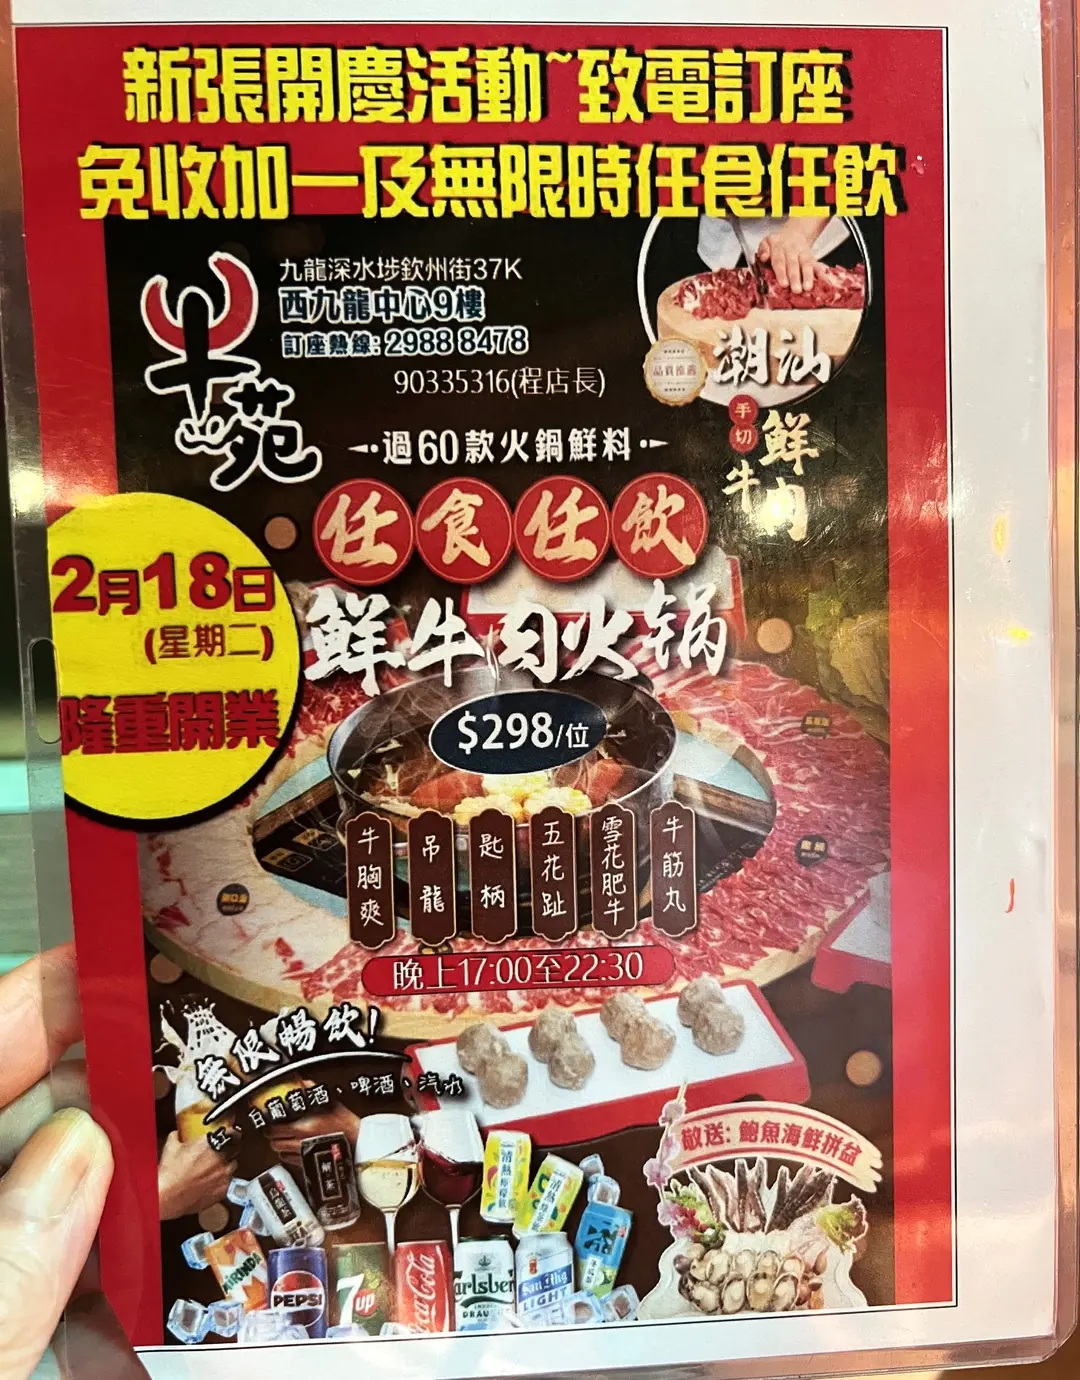 新張開慶活動~致電訂座
免收加一及無限時任食任飲
牛苑
九龍深水埗欽州街37K
西九龍中心9樓
訂座熱線: 2988 8478
90335316(程店長)
品質推薦
潮汕
手切
鮮牛肉
過60款火鍋鮮料
任食任飲
鮮牛肉火锅
2月18日
(星期二)
隆重開業
$298/位
牛胸爽
吊龍
匙柄
五花趾
雪花肥牛
牛筋丸
晚上17:00至22:30
無限暢飲!
紅、白葡萄酒、啤酒、汽水
敬送: 鮑魚海鮮拼盆
MIRINDA
PEPSI
7up
Coca-Cola
Carlsberg
DRAUGHT
San Mig
LIGHT